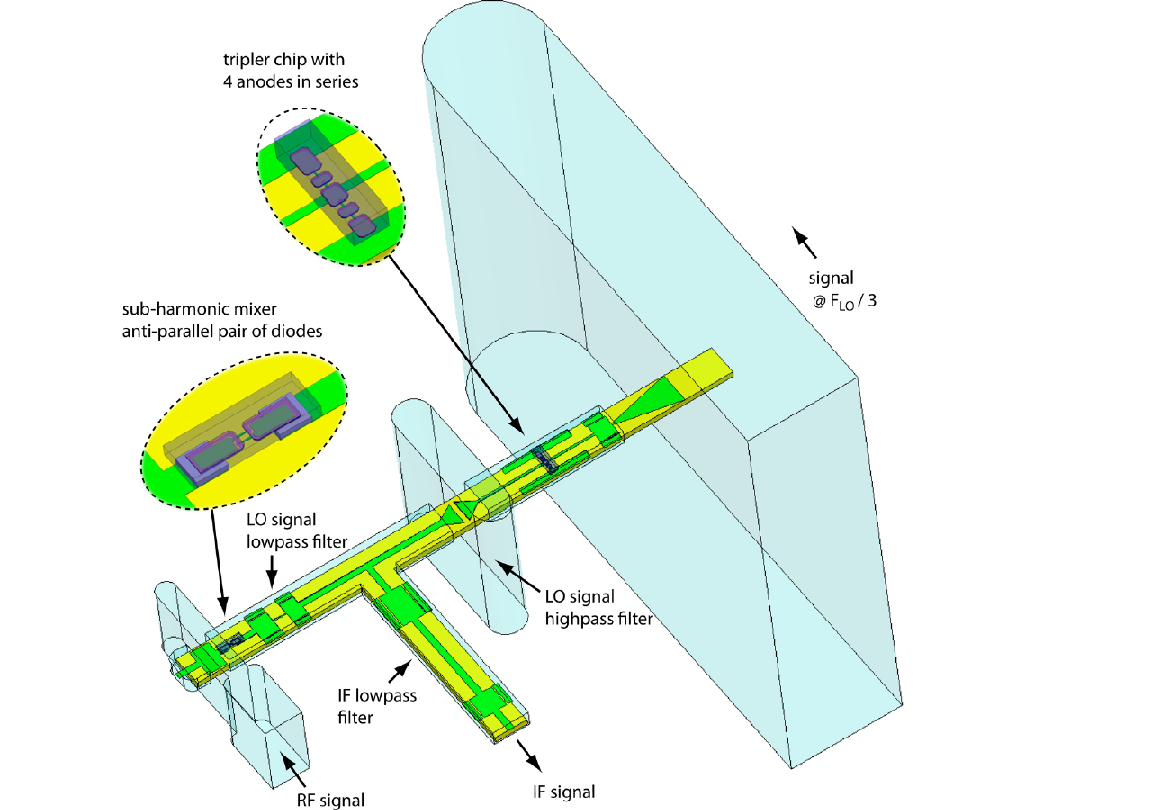 tripler chip with
4 anodes in series
signal
@ FLO / 3
sub-harmonic mixer
anti-parallel pair of diodes
LO signal
lowpass filter
LO signal
highpass filter
IF lowpass
filter
IF signal
RF signal